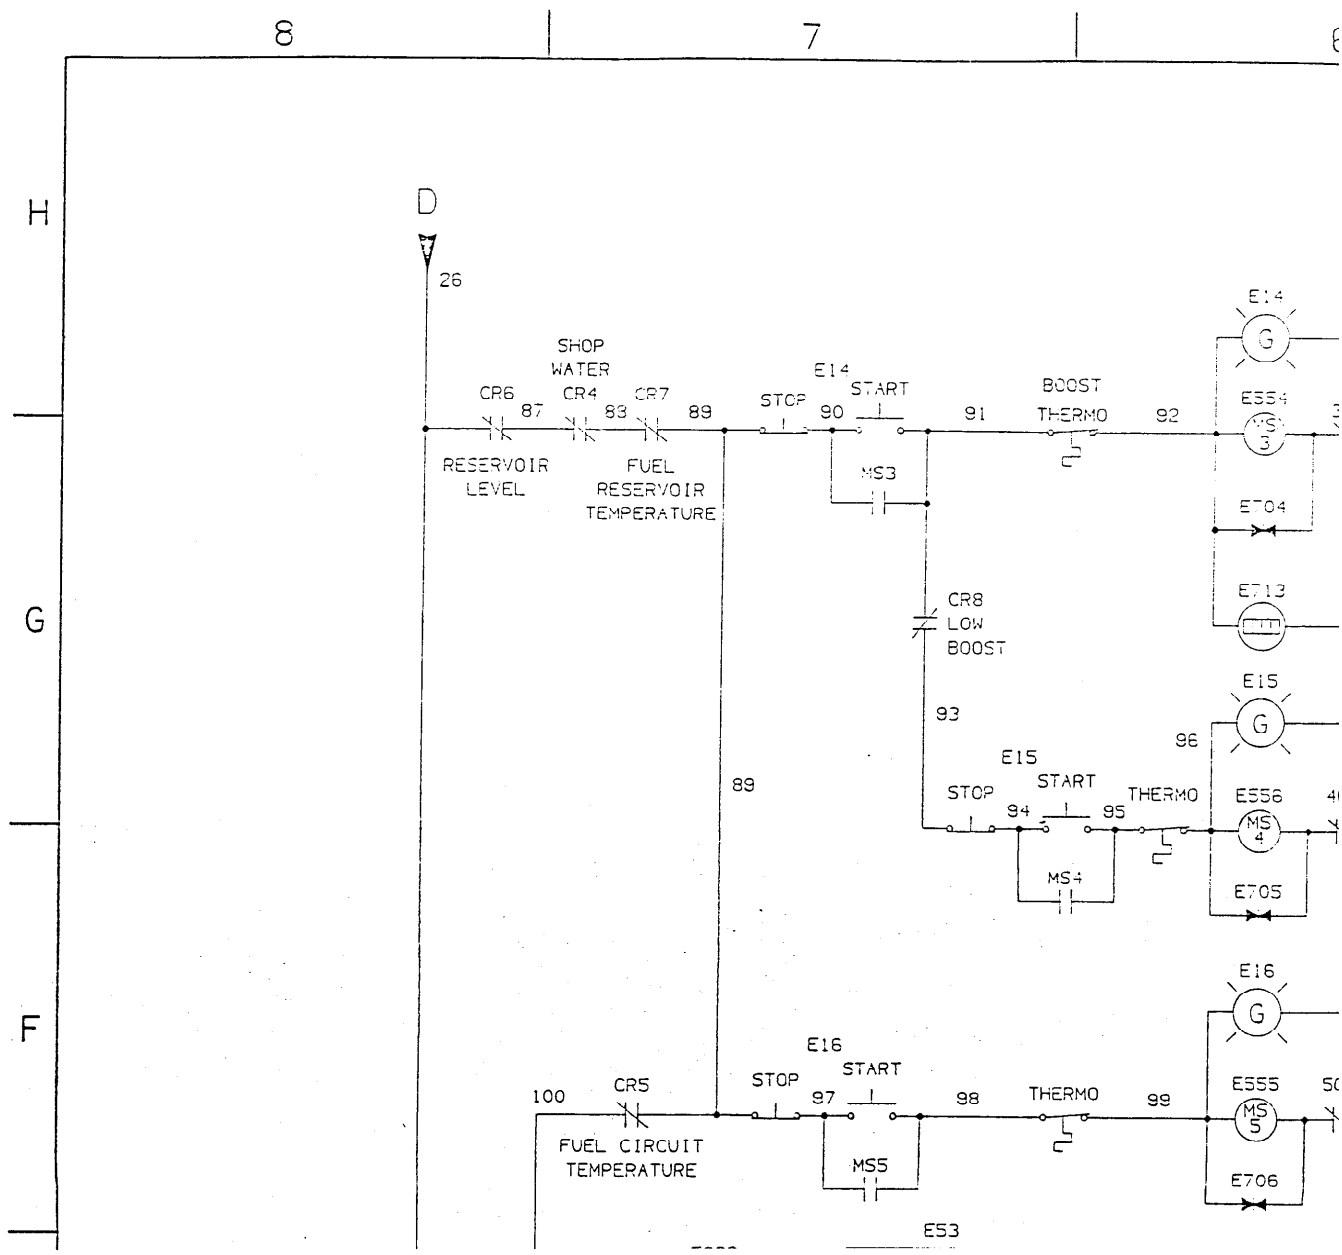 8 7
H
D
26
E14
G
SHOP
WATER
CR6 87 CR4 83 CR7 89 STOP E14 90 START 91 BOOST
THERMO 92 E554
MS
3
RESERVOIR
LEVEL
FUEL
RESERVOIR
TEMPERATURE
MS3
E704
G
CR8
LOW
BOOST
E713
E15
G
93
96
89
STOP E15 94 START 95 THERMO E556
MS
4
MS4
E705
F
E16
G
100 CR5 STOP E16 97 START 98 THERMO 99 E555
MS
5
50
FUEL CIRCUIT
TEMPERATURE
MS5
E706
E53